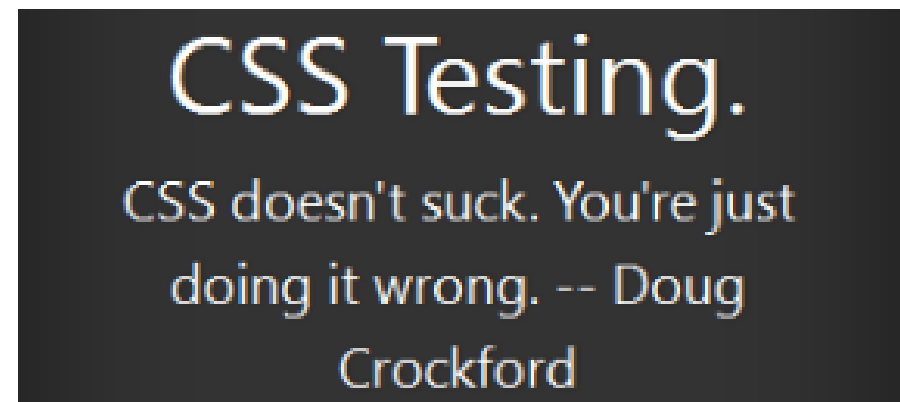 CSS Testing.
CSS doesn't suck. You're just
doing it wrong. -- Doug
Crockford